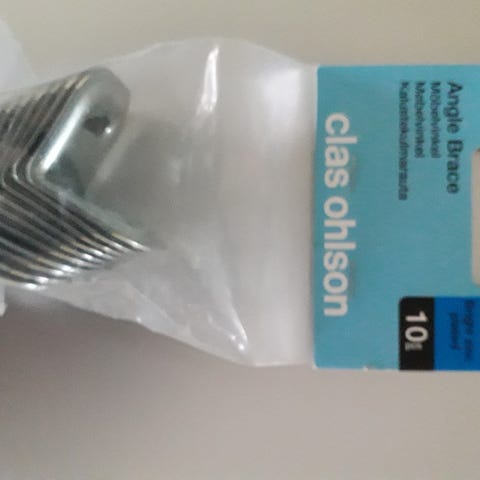 Angle Brace
Möbelvinkel
Møbelvinkel
Kalustekulmarauta
clas ohlson
10